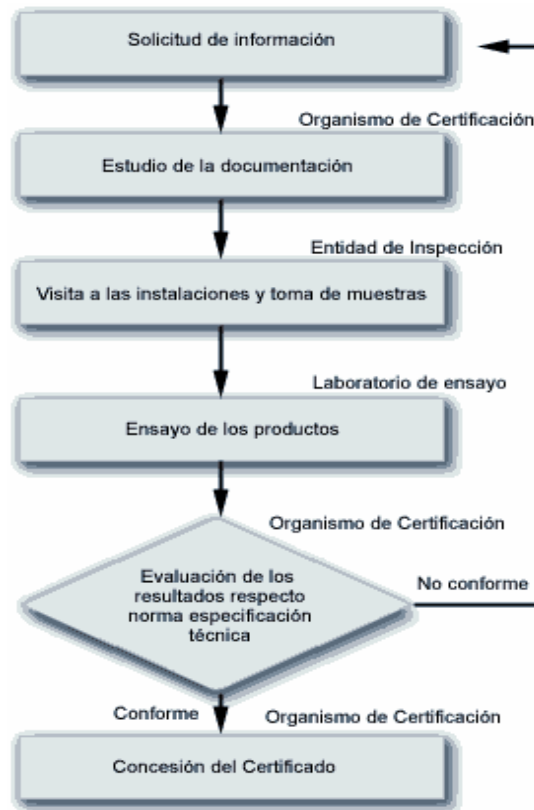 Solicitud de información
Organismo de Certificación
Estudio de la documentación
Entidad de Inspección
Visita a las instalaciones y toma de muestras
Laboratorio de ensayo
Ensayo de los productos
Organismo de Certificación
Evaluación de los
resultados respecto
norma especificación
técnica
No conforme
Conforme
Organismo de Certificación
Concesión del Certificado